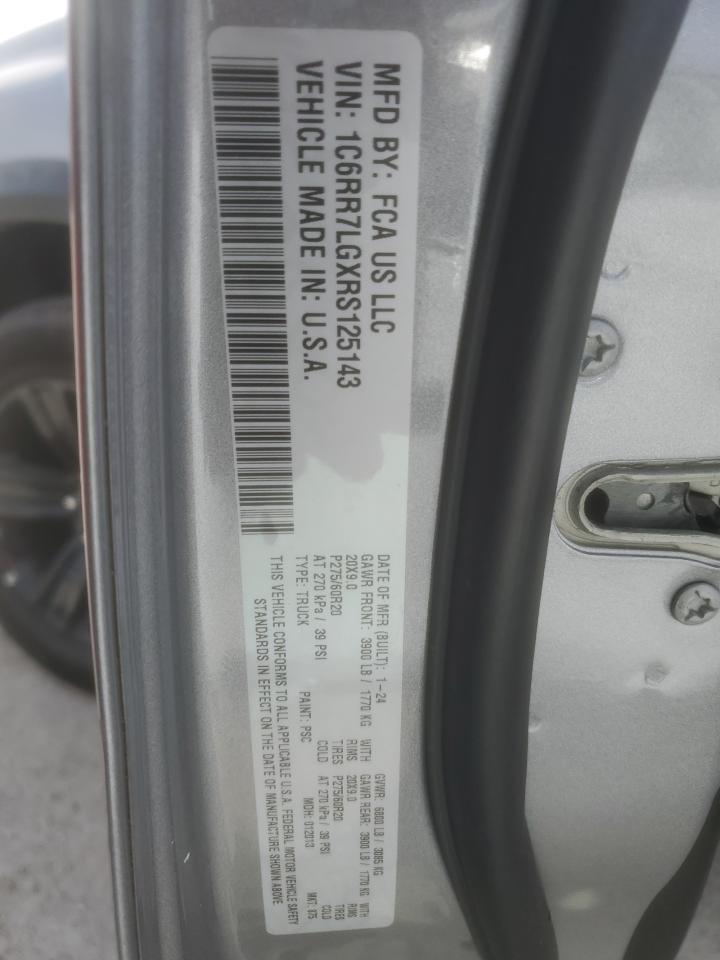 MFD BY: FCA US LLC
VIN: 1C6RR7LGXRS125143
VEHICLE MADE IN: U.S.A.
DATE OF MFR (BUILT): 1-24 GVWR: 6800 LB / 3085 KG
GAWR FRONT: 3900 LB / 1770 KG WITH GAWR REAR: 3900 LB / 1770 KG WITH
20X9.0 RIMS 20X9.0 RIMS
P275/60R20 TIRES P275/60R20 TIRES
AT 270 kPa / 39 PSI COLD AT 270 kPa / 39 PSI COLD
TYPE: TRUCK PAINT: PSC MDH: 012013 MKT: 875
THIS VEHICLE CONFORMS TO ALL APPLICABLE U.S.A. FEDERAL MOTOR VEHICLE SAFETY
STANDARDS IN EFFECT ON THE DATE OF MANUFACTURE SHOWN ABOVE